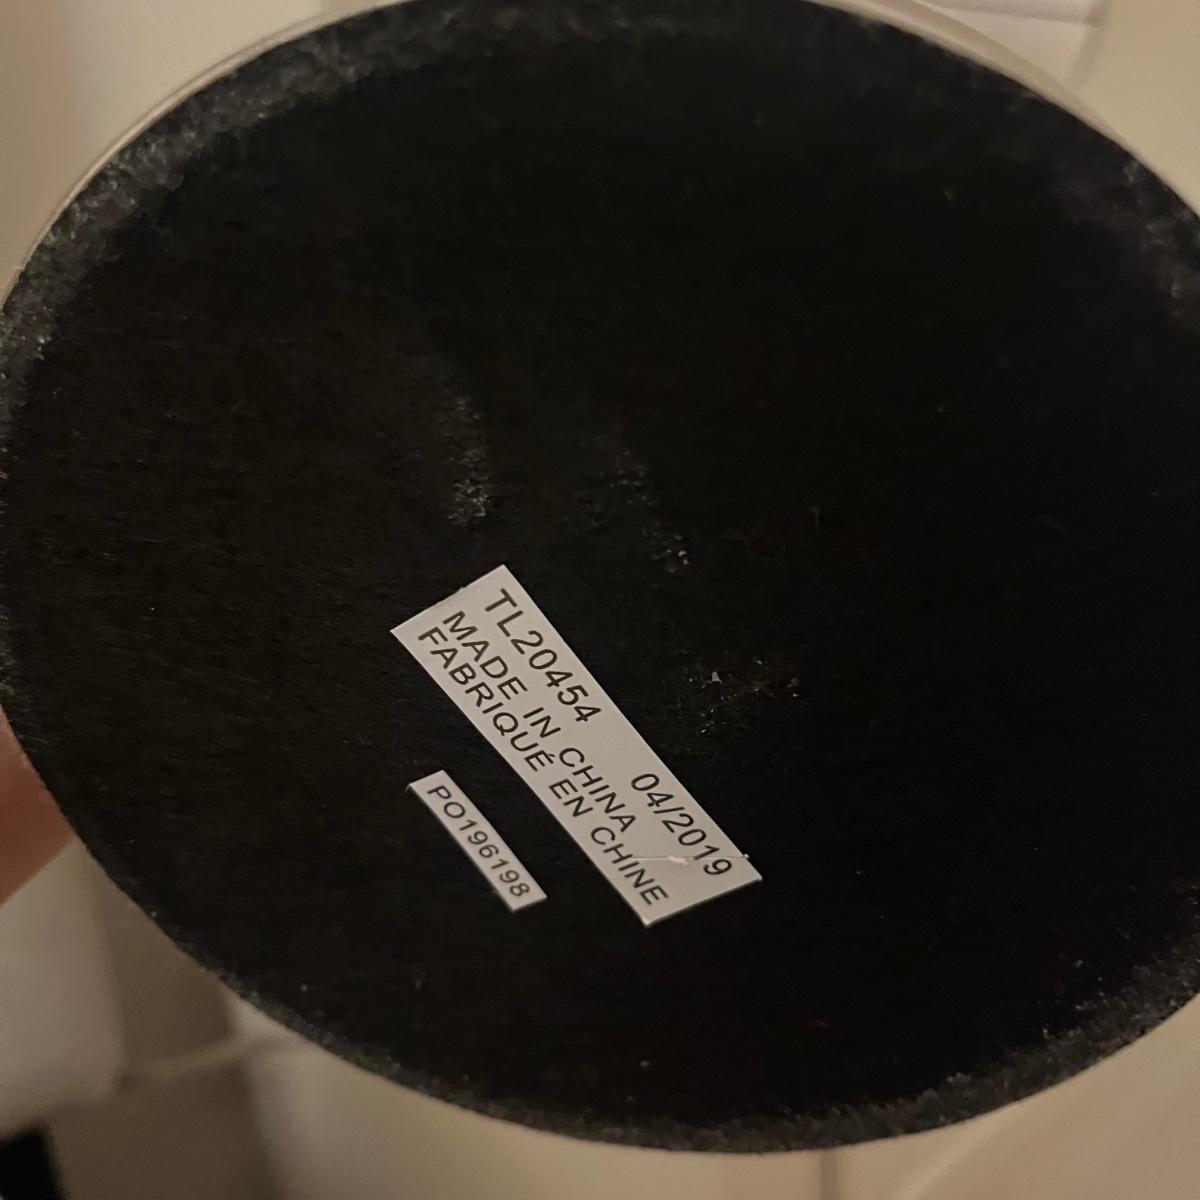 TL20454 04/2019
MADE IN CHINA
FABRIQUÉ EN CHINE
PO196198